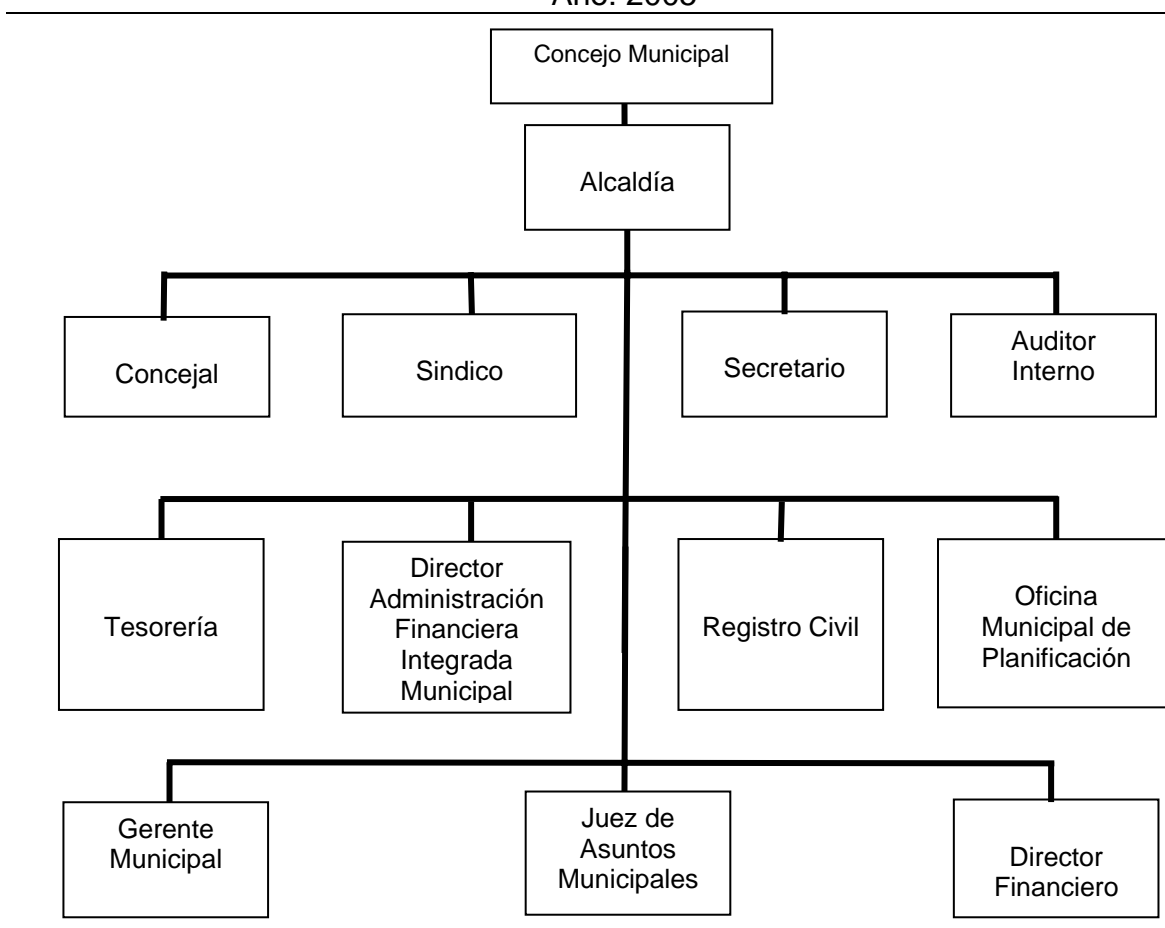 Concejo Municipal
Alcaldía
Concejal
Sindico
Secretario
Auditor
Interno
Tesorería
Director
Administración
Financiera
Integrada
Municipal
Registro Civil
Oficina
Municipal de
Planificación
Gerente
Municipal
Juez de
Asuntos
Municipales
Director
Financiero